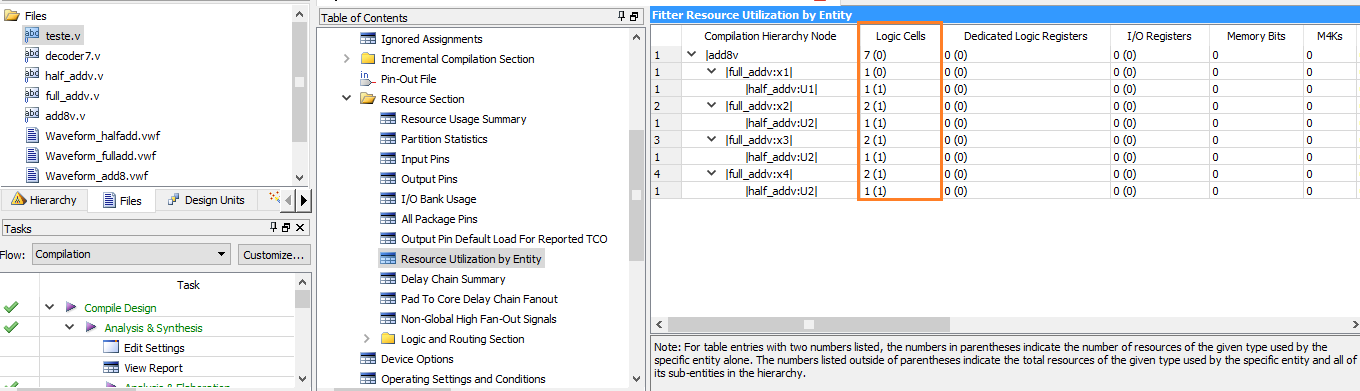 Files
teste.v
decoder7.v
half_addv.v
full_addv.v
add8v.v
Waveform_halfadd.vwf
Waveform_fulladd.vwf
Waveform_add8.vwf
Hierarchy
Files
Design Units
Tasks
Flow:
Compilation
Customize...
Task
Compile Design
Analysis & Synthesis
Edit Settings
View Report
Analysis & Elaboration
Table of Contents
Ignored Assignments
Incremental Compilation Section
Pin-Out File
Resource Section
Resource Usage Summary
Partition Statistics
Input Pins
Output Pins
I/O Bank Usage
All Package Pins
Output Pin Default Load For Reported TCO
Resource Utilization by Entity
Delay Chain Summary
Pad To Core Delay Chain Fanout
Non-Global High Fan-Out Signals
Logic and Routing Section
Device Options
Operating Settings and Conditions
Fitter Resource Utilization by Entity
Compilation Hierarchy Node Logic Cells Dedicated Logic Registers I/O Registers Memory Bits M4Ks
1 |add8v 7 (0) 0 (0) 0 (0) 0 0
1 |full_addv:x1| 1 (0) 0 (0) 0 (0) 0 0
1 |half_addv:U1| 1 (1) 0 (0) 0 (0) 0 0
2 |full_addv:x2| 2 (1) 0 (0) 0 (0) 0 0
1 |half_addv:U2| 1 (1) 0 (0) 0 (0) 0 0
3 |full_addv:x3| 2 (1) 0 (0) 0 (0) 0 0
1 |half_addv:U2| 1 (1) 0 (0) 0 (0) 0 0
4 |full_addv:x4| 2 (1) 0 (0) 0 (0) 0 0
1 |half_addv:U2| 1 (1) 0 (0) 0 (0) 0 0
Note: For table entries with two numbers listed, the numbers in parentheses indicate the number of resources of the given type used by the
specific entity alone. The numbers listed outside of parentheses indicate the total resources of the given type used by the specific entity and all of
its sub-entities in the hierarchy.